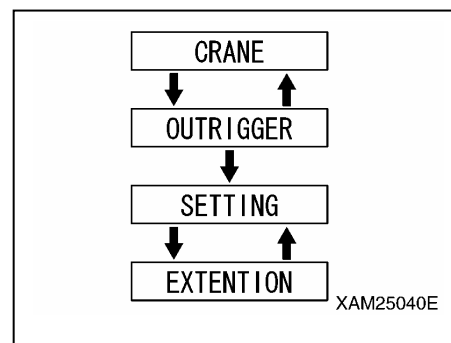 CRANE
OUTRIGGER
SETTING
EXTENTION
XAM25040E